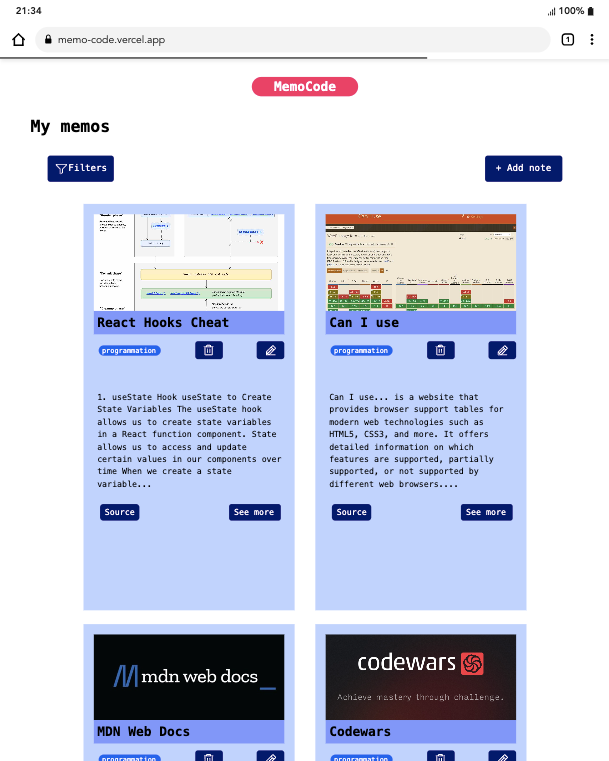 21:34
100%
memo-code.vercel.app
1
MemoCode
My memos
Filters
+ Add note
React Hooks Cheat
programmation
1. useState Hook useState to Create
State Variables The useState hook
allows us to create state variables
in a React function component. State
allows us to access and update
certain values in our components over
time When we create a state
variable...
Source
See more
Can I use
programmation
Can I use... is a website that
provides browser support tables for
modern web technologies such as
HTML5, CSS3, and more. It offers
detailed information on which
features are supported, partially
supported, or not supported by
different web browsers....
Source
See more
mdn web docs_
MDN Web Docs
programmation
codewars
Achieve mastery through challenge.
Codewars
programmation